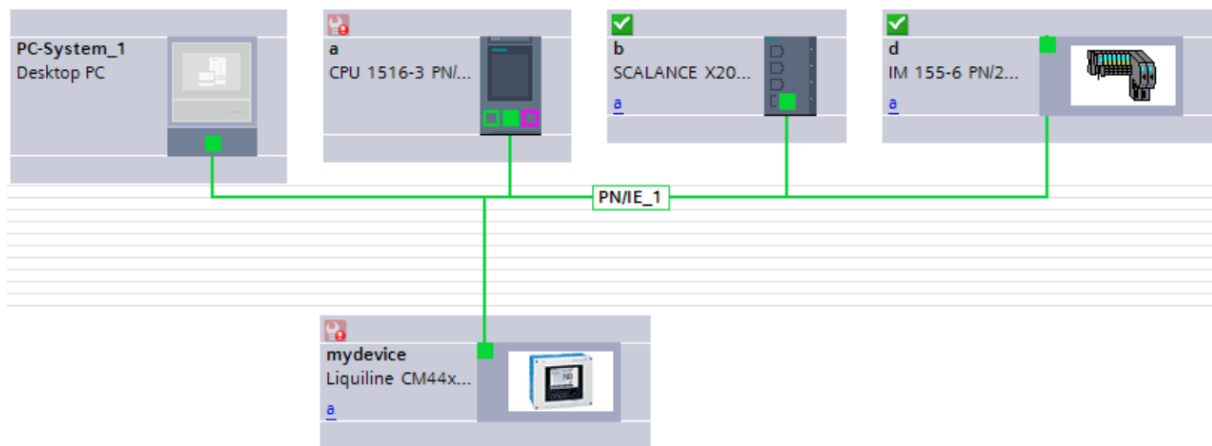 PC-System_1
Desktop PC
a
CPU 1516-3 PN/...
b
SCALANCE X20...
a
d
IM 155-6 PN/2...
a
PN/IE_1
mydevice
Liquiline CM44x...
a